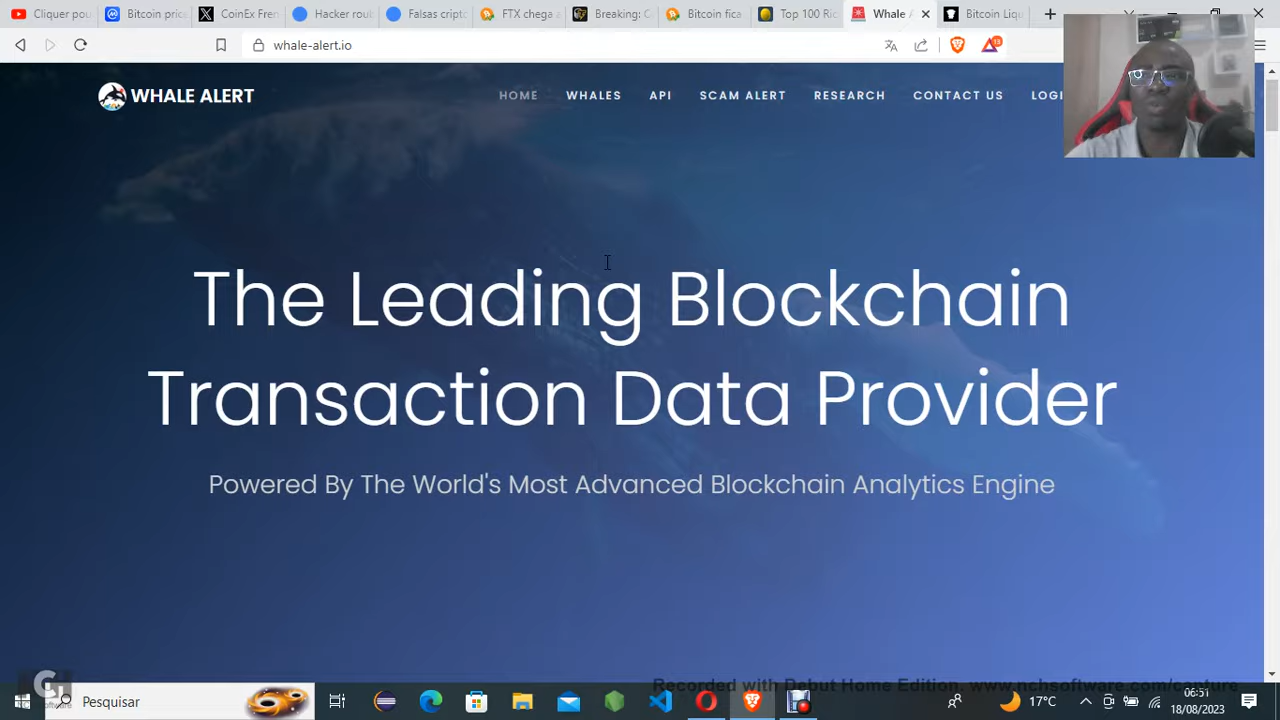 Cliquer pou
Bitcoin price
CoinEx Fren
Hacker rout
Falsas cripto
FTX chega a
Breaking: C
Bitcoin fica
Top 100 Ric
Whale A
Bitcoin Liqu
whale-alert.io
13
WHALE ALERT
HOME
WHALES
API
SCAM ALERT
RESEARCH
CONTACT US
LOGI
The Leading Blockchain
Transaction Data Provider
Powered By The World's Most Advanced Blockchain Analytics Engine
Recorded with Debut Home Edition. www.nchsoftware.com/capture
Pesquisar
17°C
06:51
18/08/2023